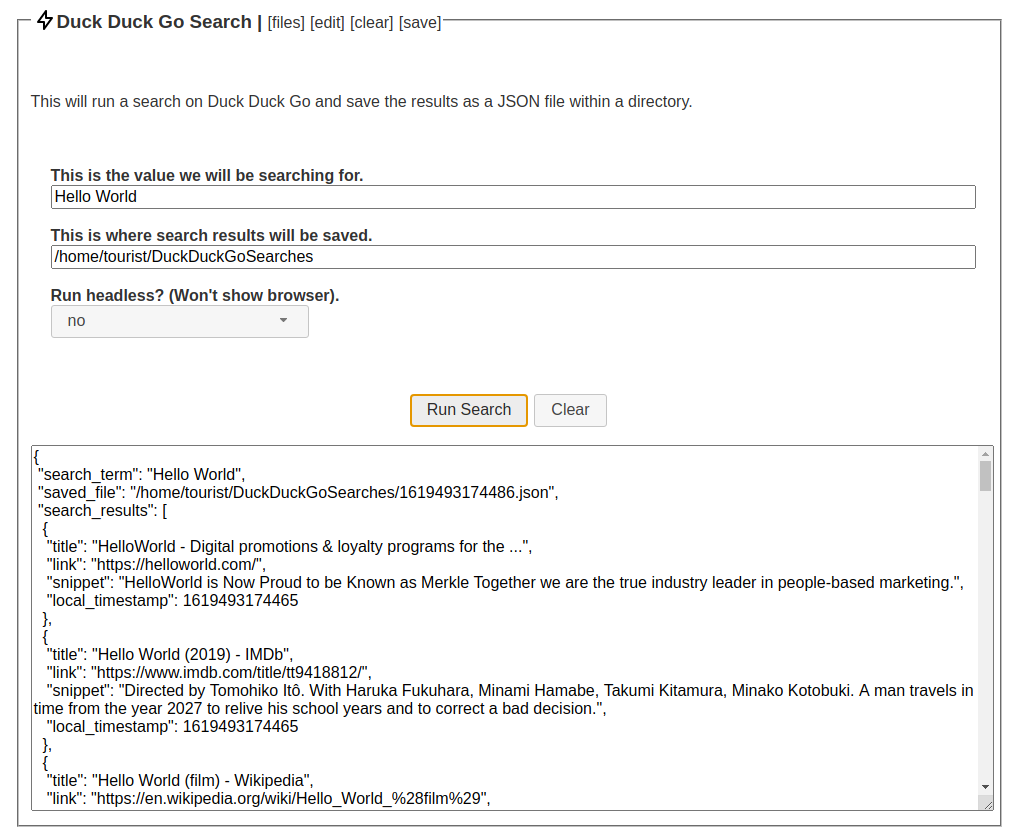 Duck Duck Go Search | [files] [edit] [clear] [save]
This will run a search on Duck Duck Go and save the results as a JSON file within a directory.
This is the value we will be searching for.
Hello World
This is where search results will be saved.
/home/tourist/DuckDuckGoSearches
Run headless? (Won't show browser).
no
Run Search Clear
{
"search_term": "Hello World",
"saved_file": "/home/tourist/DuckDuckGoSearches/1619493174486.json",
"search_results": [
{
"title": "HelloWorld - Digital promotions & loyalty programs for the ...",
"link": "https://helloworld.com/",
"snippet": "HelloWorld is Now Proud to be Known as Merkle Together we are the true industry leader in people-based marketing.",
"local_timestamp": 1619493174465
},
{
"title": "Hello World (2019) - IMDb",
"link": "https://www.imdb.com/title/tt9418812/",
"snippet": "Directed by Tomohiko Itô. With Haruka Fukuhara, Minami Hamabe, Takumi Kitamura, Minako Kotobuki. A man travels in
time from the year 2027 to relive his school years and to correct a bad decision.",
"local_timestamp": 1619493174465
},
{
"title": "Hello World (film) - Wikipedia",
"link": "https://en.wikipedia.org/wiki/Hello_World_%28film%29",